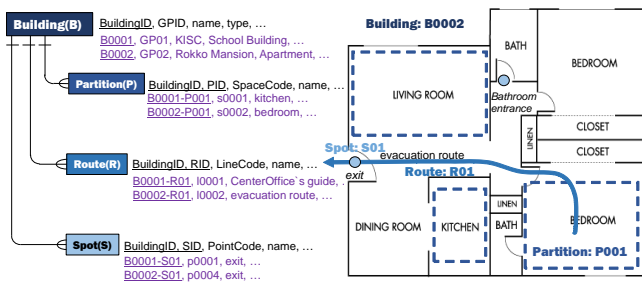 Building(B)
BuildingID, GPID, name, type, …
B0001, GP01, KISC, School Building, …
B0002, GP02, Rokko Mansion, Apartment, …
Partition(P)
BuildingID, PID, SpaceCode, name, …
B0001-P001, s0001, kitchen, …
B0002-P001, s0002, bedroom, …
Route(R)
BuildingID, RID, LineCode, name, …
B0001-R01, l0001, CenterOffice`s guide, .
B0002-R01, l0002, evacuation route, …
Spot(S)
BuildingID, SID, PointCode, name, …
B0001-S01, p0001, exit, …
B0002-S01, p0004, exit, …
Building: B0002
BATH
BEDROOM
LIVING ROOM
Bathroom
entrance
LINEN
CLOSET
CLOSET
Spot: S01
evacuation route
exit
Route: R01
DINING ROOM
KITCHEN
LINEN
BATH
BEDROOM
Partition: P001